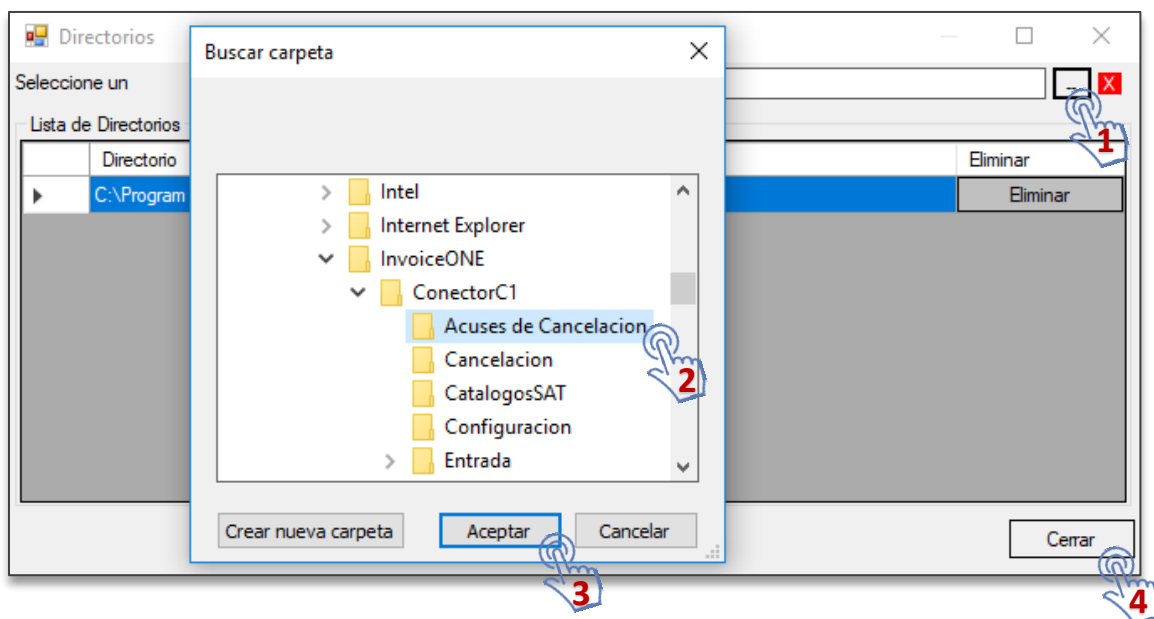 Directorios
Buscar carpeta
Seleccione un
... X
1
Lista de Directorios
Directorio Eliminar
C:\Program Eliminar
Intel
Internet Explorer
InvoiceONE
ConectorC1
Acuses de Cancelacion
2
Cancelacion
CatalogosSAT
Configuracion
Entrada
Crear nueva carpeta Aceptar Cancelar
3
Cerrar
4